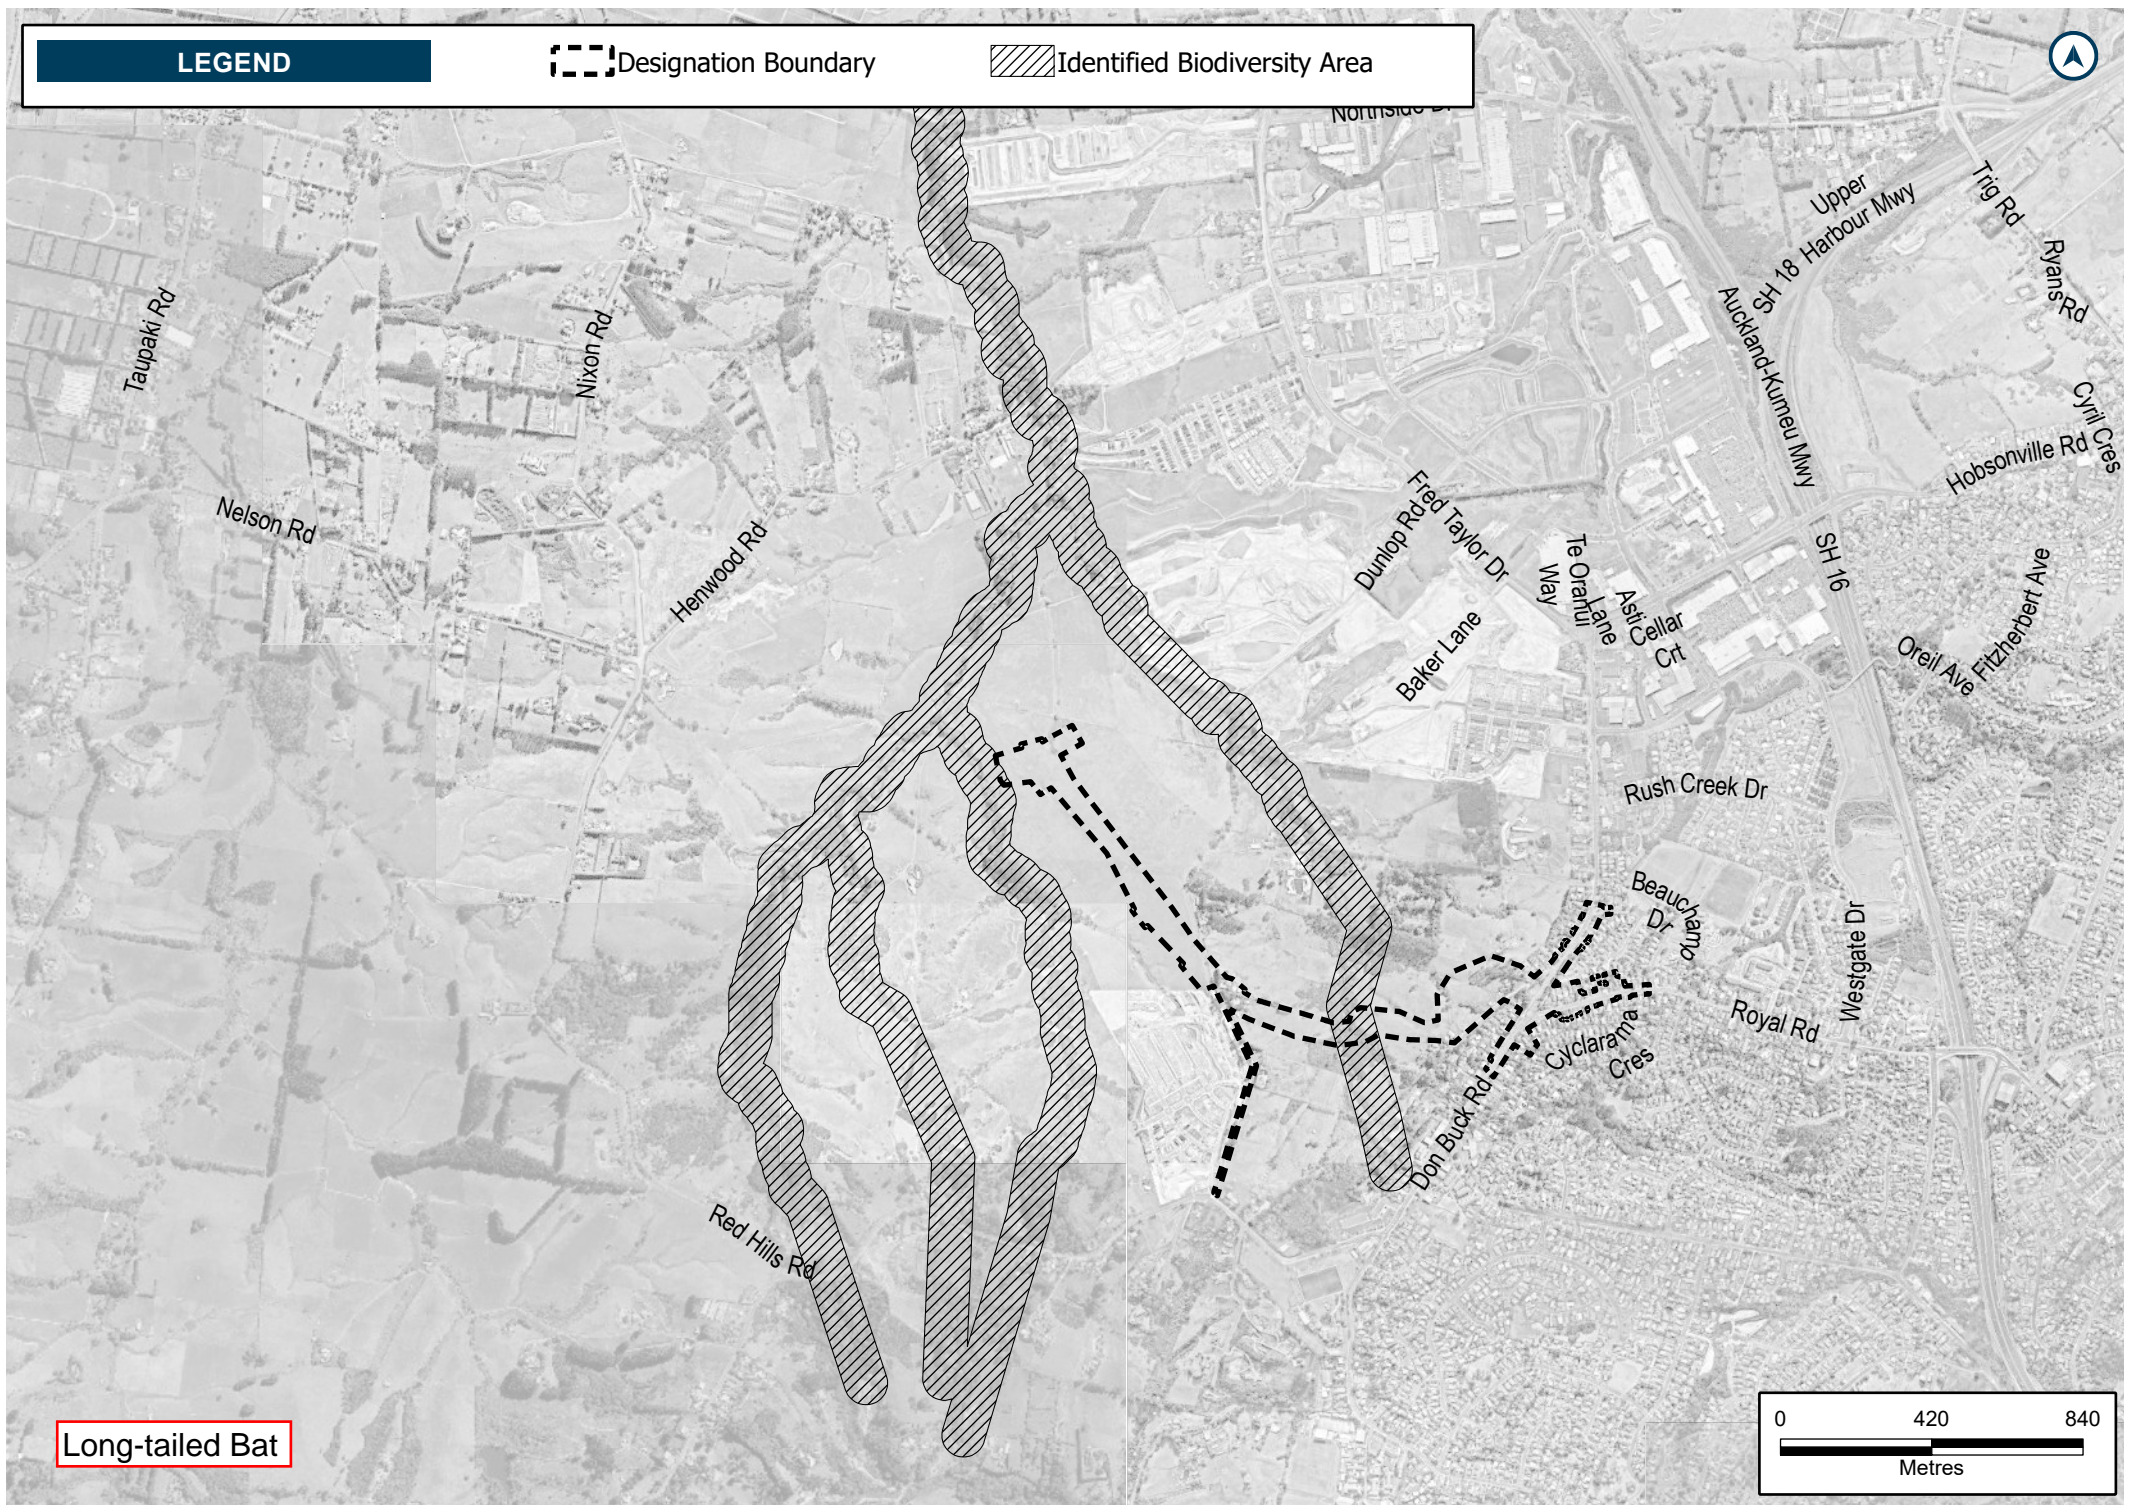 LEGEND
Designation Boundary
Identified Biodiversity Area
Northside Dr
Upper
Harbour Mwy
SH 18
Trig Rd
Ryans Rd
Taupaki Rd
Nixon Rd
Auckland-Kumeu Mwy
Cyril Cres
Hobsonville Rd
Nelson Rd
Henwood Rd
Dunlop Rd
Fred Taylor Dr
Te Oranui
Way
Asti
Lane
Cellar
Crt
SH 16
Fitzherbert Ave
Oreil Ave
Baker Lane
Rush Creek Dr
Beauchamp
Dr
Westgate Dr
Royal Rd
Cyclarama
Cres
Don Buck Rd
Red Hills Rd
Long-tailed Bat
0 420 840
Metres